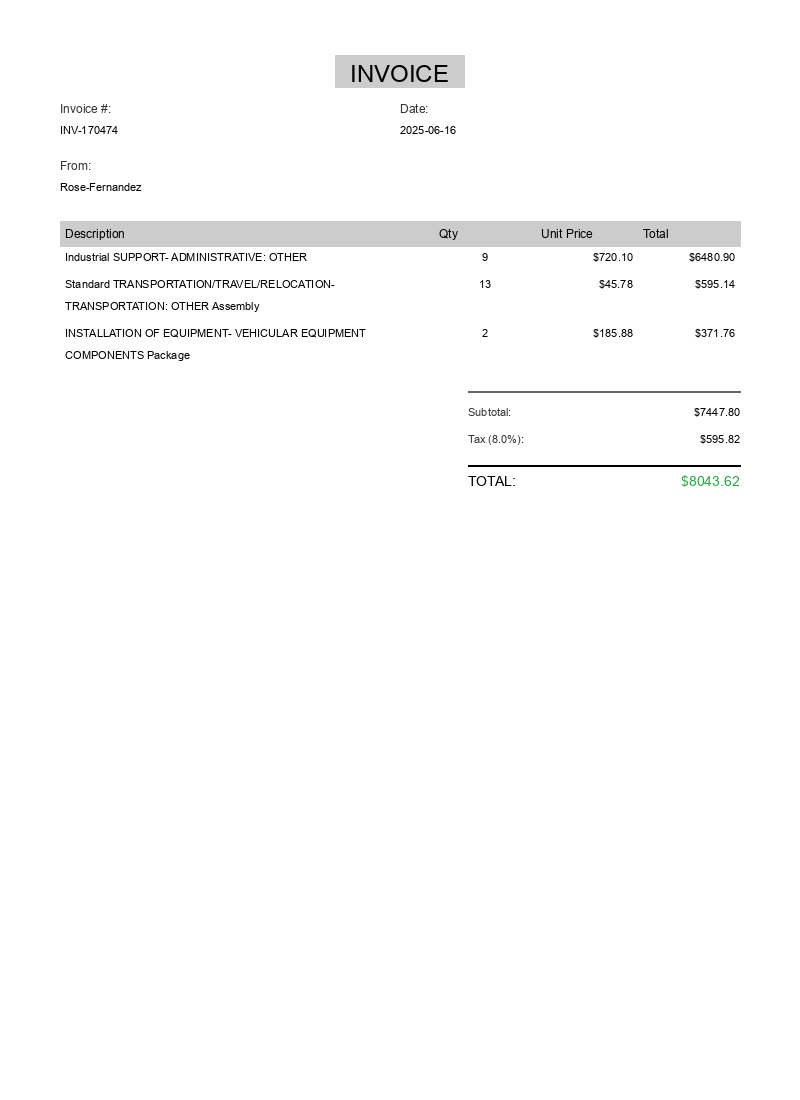 INVOICE
Invoice #: Date:
INV-170474 2025-06-16
From:
Rose-Fernandez
Description Qty Unit Price Total
Industrial SUPPORT- ADMINISTRATIVE: OTHER 9 $720.10 $6480.90
Standard TRANSPORTATION/TRAVEL/RELOCATION- 13 $45.78 $595.14
TRANSPORTATION: OTHER Assembly
INSTALLATION OF EQUIPMENT- VEHICULAR EQUIPMENT 2 $185.88 $371.76
COMPONENTS Package
Subtotal: $7447.80
Tax (8.0%): $595.82
TOTAL: $8043.62